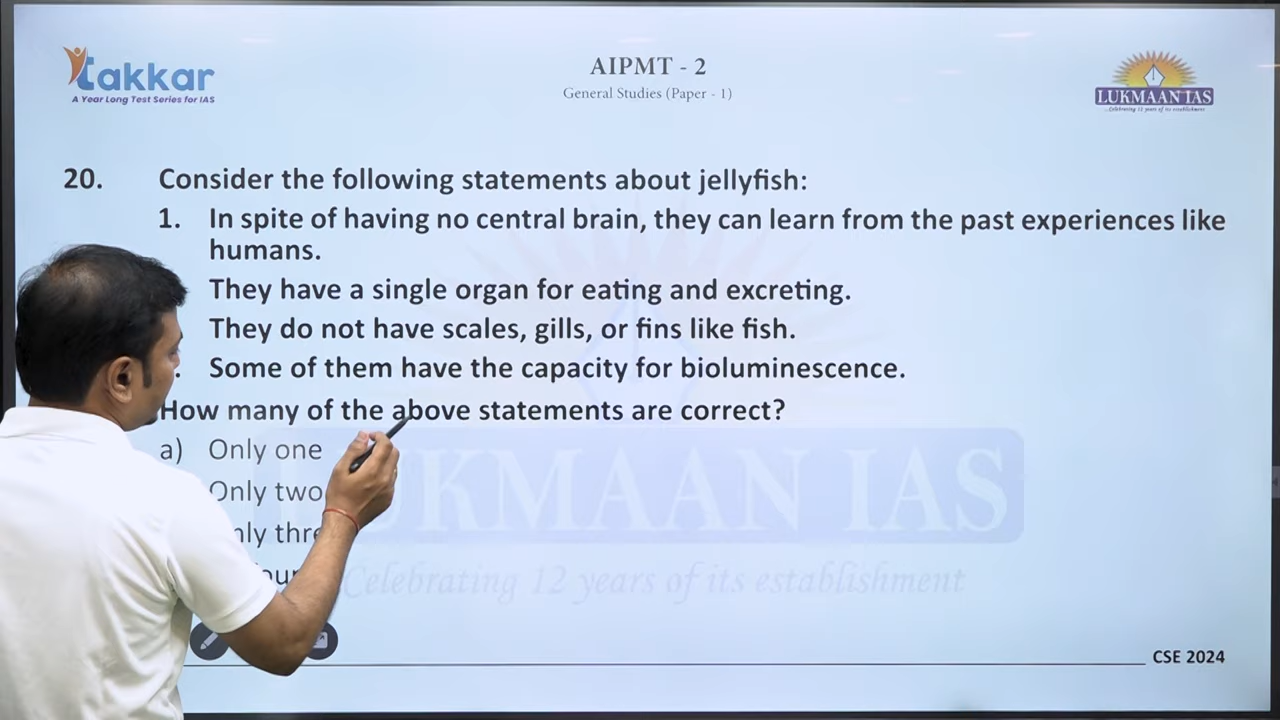 takkar
A Year Long Test Series for IAS
AIPMT - 2
General Studies (Paper - 1)
LUKMAAN IAS
20. Consider the following statements about jellyfish:
1. In spite of having no central brain, they can learn from the past experiences like
humans.
They have a single organ for eating and excreting.
They do not have scales, gills, or fins like fish.
. Some of them have the capacity for bioluminescence.
How many of the above statements are correct?
a) Only one
Only two
LUKMAAN IAS
Celebrating 12 years of its establishment
CSE 2024